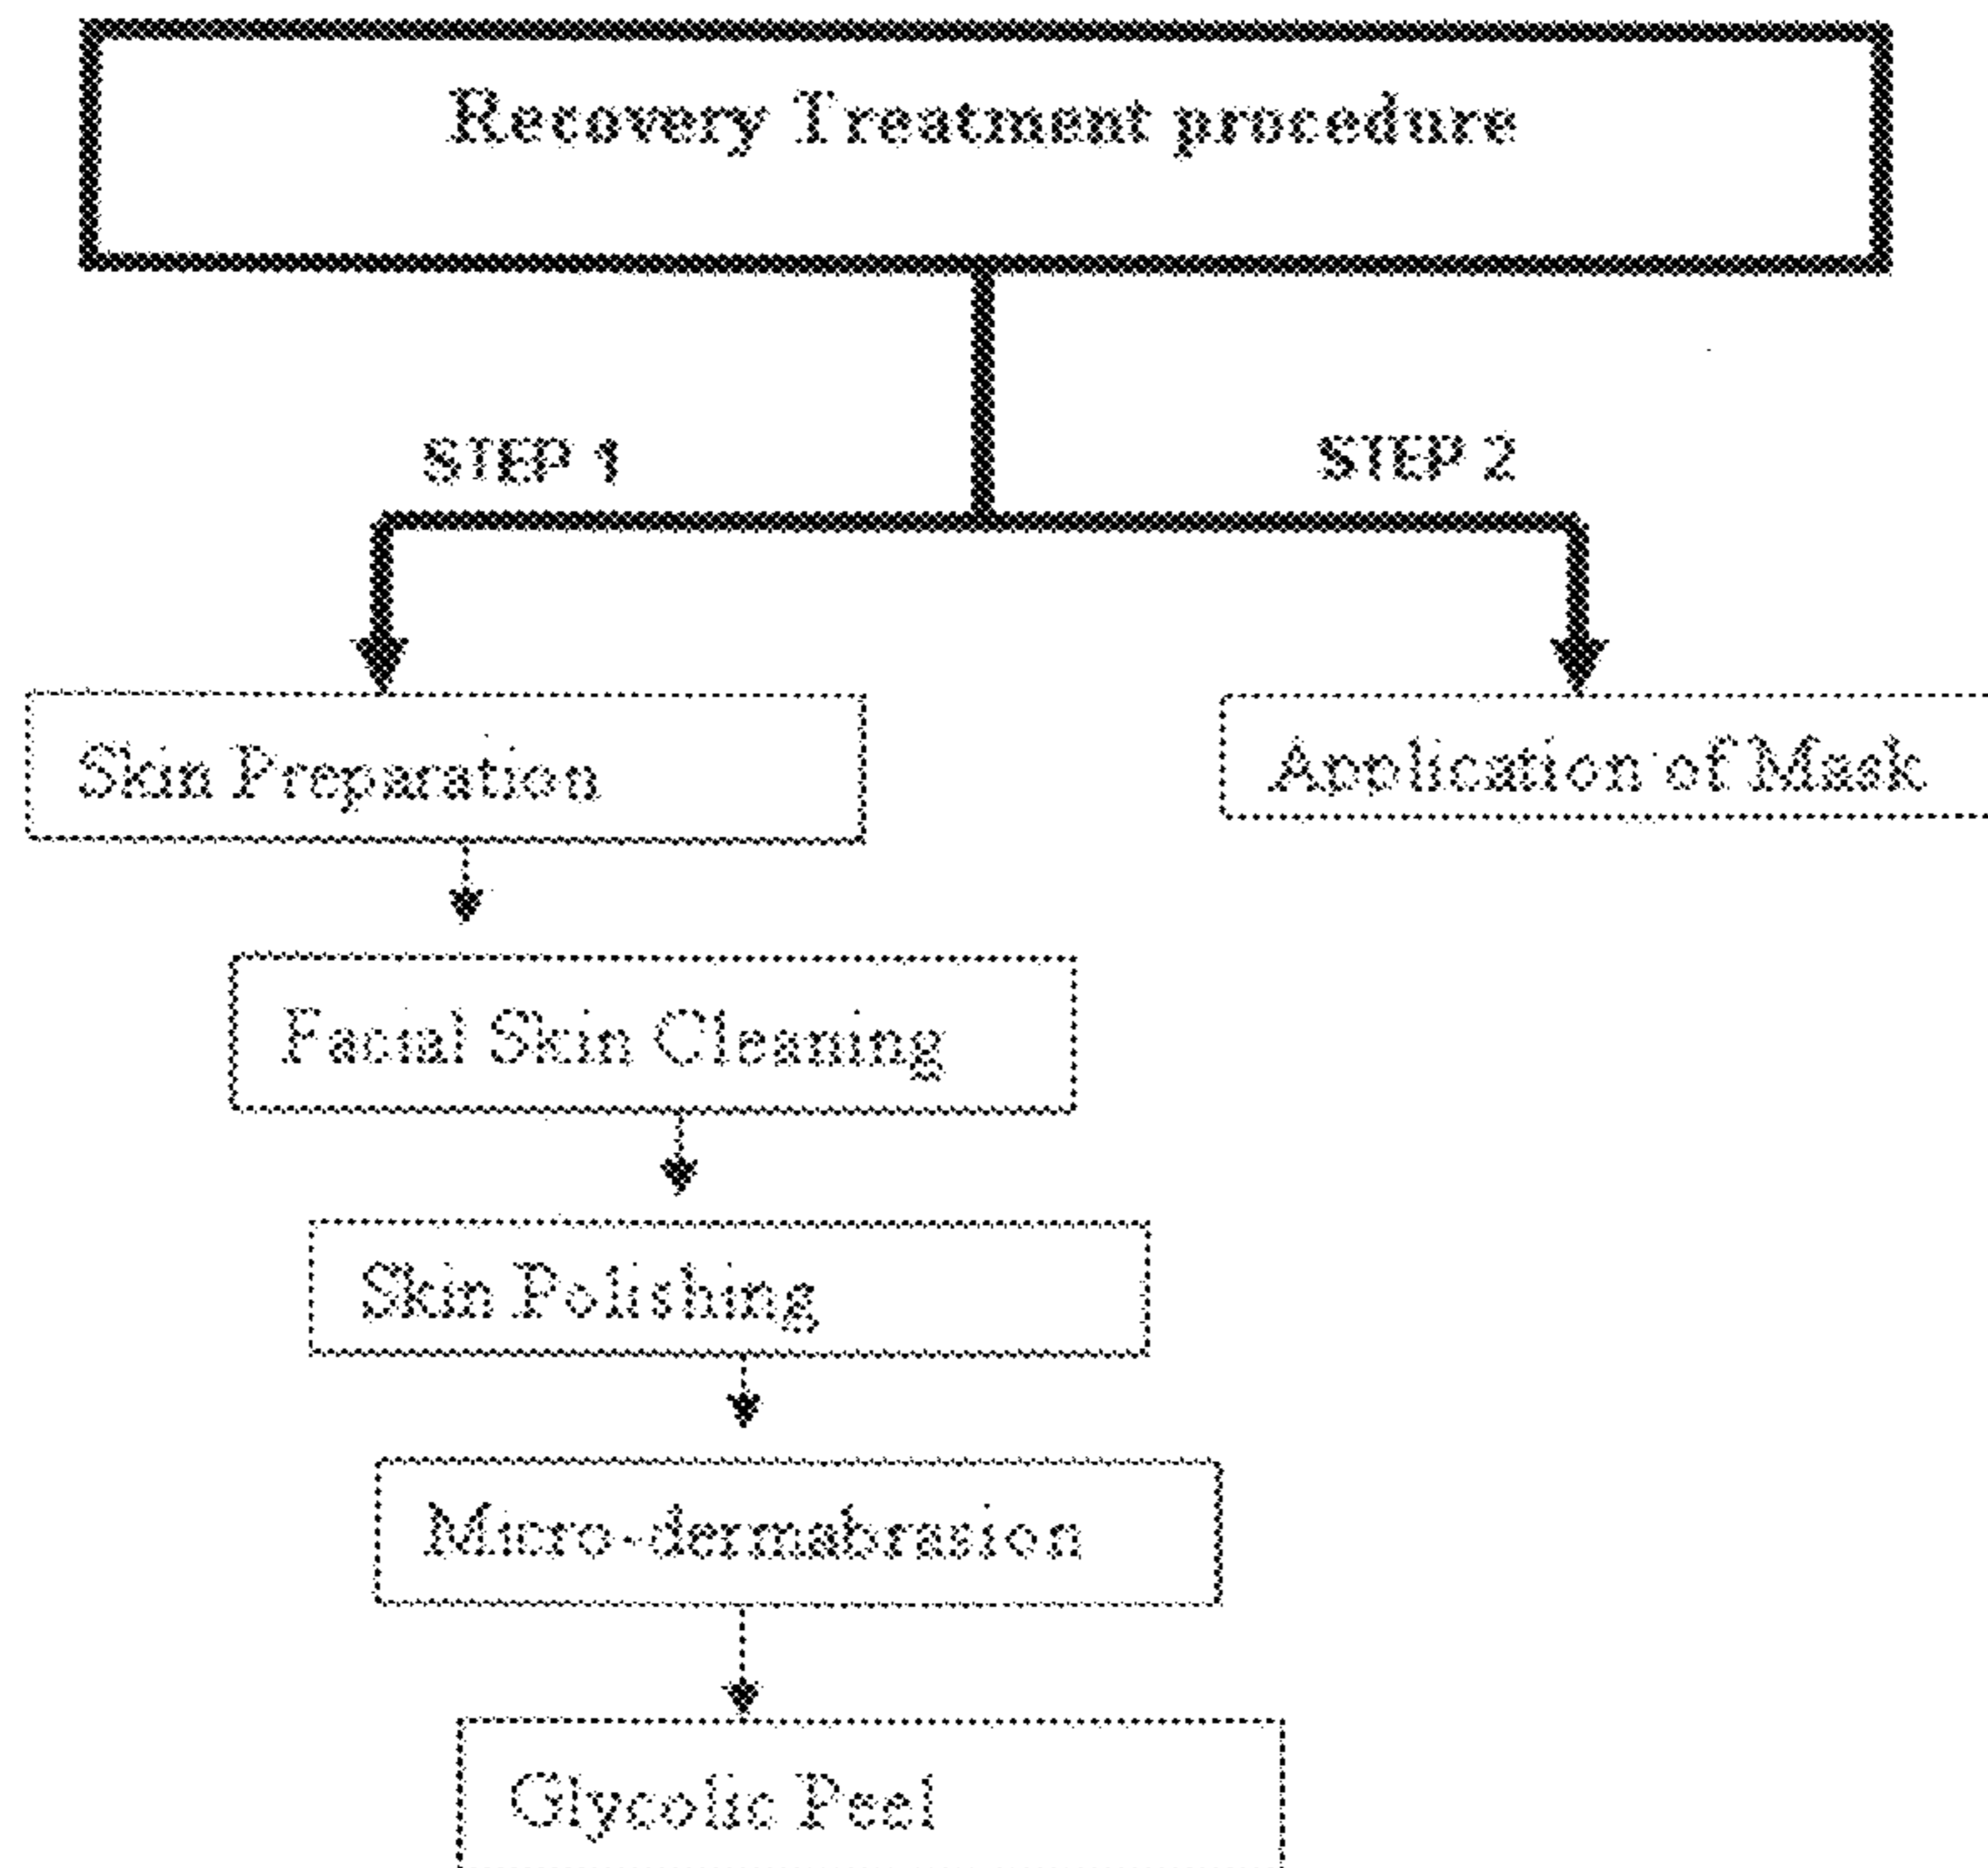 Recovery Treatment procedure
STEP 1
STEP 2
Skin Preparation
Application of Mask
Facial Skin Cleaning
Skin Polishing
Micro-dermabrasion
Glycolic Peel